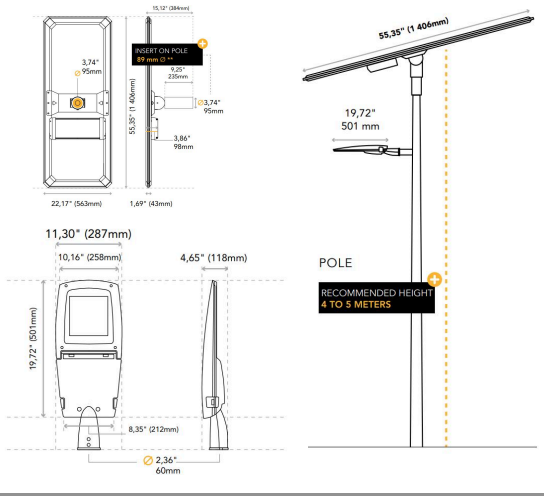 15,12" (384mm)
INSERT ON POLE
89 mm Ø **
3,74"
Ø 95mm
9,25"
235mm
55,35" (1 406mm)
Ø 3,74"
95mm
3,86"
98mm
22,17" (563mm)
1,69" (43mm)
55,35" (1 406mm)
19,72"
501 mm
POLE
RECOMMENDED HEIGHT
4 TO 5 METERS
11,30" (287mm)
10,16" (258mm)
4,65" (118mm)
19,72" (501mm)
8,35" (212mm)
Ø 2,36"
60mm